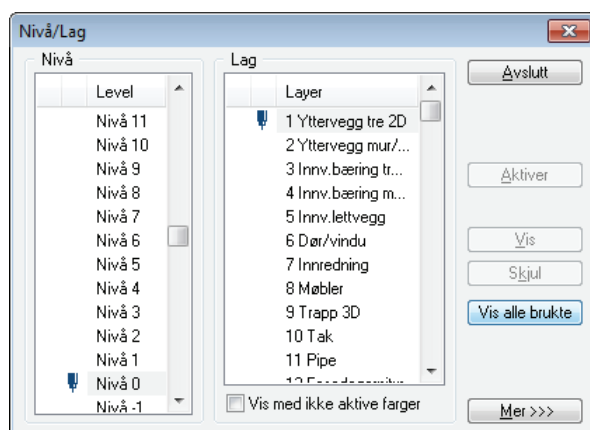 Nivå/Lag
Nivå
Level
Nivå 11
Nivå 10
Nivå 9
Nivå 8
Nivå 7
Nivå 6
Nivå 5
Nivå 4
Nivå 3
Nivå 2
Nivå 1
Nivå 0
Nivå -1
Lag
Layer
1 Yttervegg tre 2D
2 Yttervegg mur/...
3 Innv.bæring tr...
4 Innv.bæring m...
5 Innv.lettvegg
6 Dør/vindu
7 Innredning
8 Møbler
9 Trapp 3D
10 Tak
11 Pipe
Vis med ikke aktive farger
Avslutt
Aktiver
Vis
Skjul
Vis alle brukte
Mer >>>